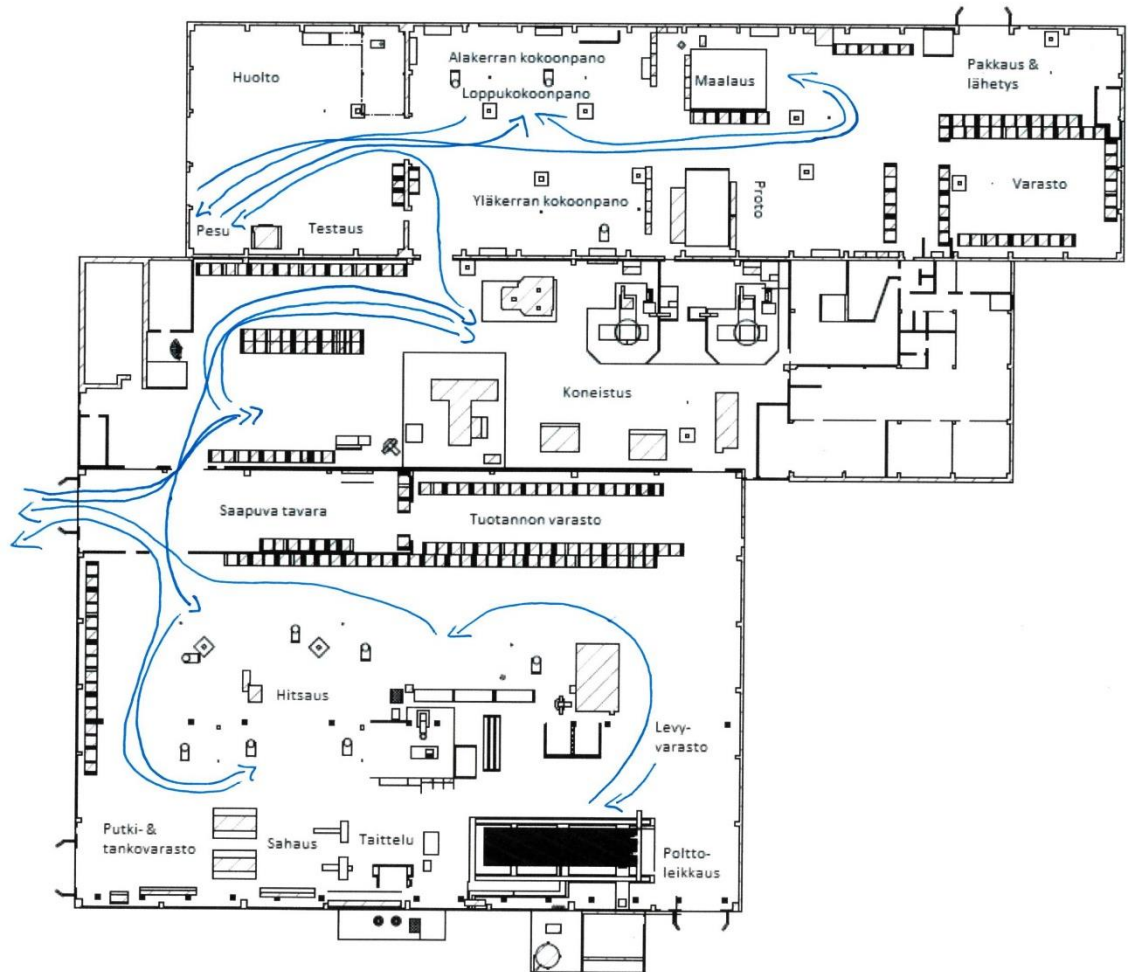 Huolto
Alakerran kokoonpano
Loppukokoonpano
Maalaus
Pakkaus &
lähetys
Varasto
Yläkerran kokoonpano
Proto
Pesu
Testaus
Koneistus
Saapuva tavara
Tuotannon varasto
Hitsaus
Levy-
varasto
Putki- &
tankovarasto
Sahaus
Taittelu
Poltto-
leikkaus